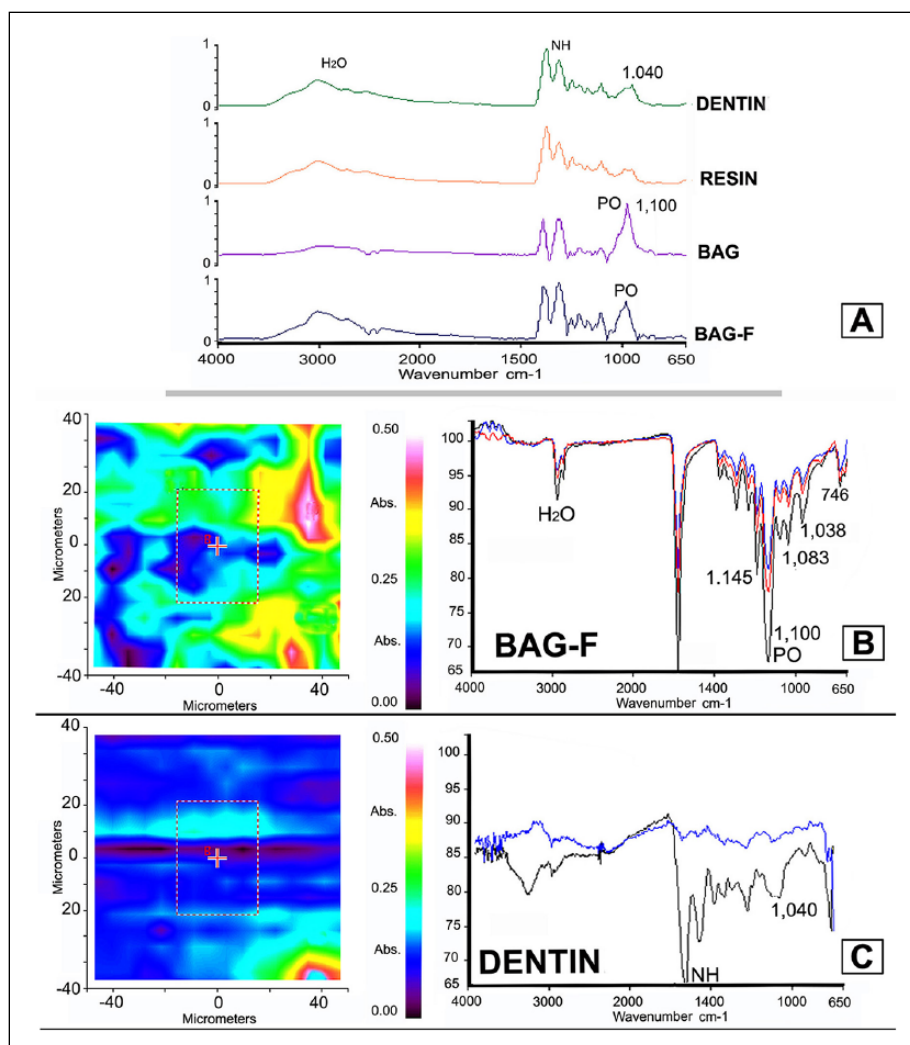 1
H2O
NH
1.040
0
DENTIN
1
0
RESIN
1
PO 1,100
0
BAG
1
PO
0
BAG-F
4000 3000 2000 1500 1000 650
Wavenumber cm-1
A
40
20
0
20
-40
Micrometers
-40 -20 0 20 40
Micrometers
R
0.50
Abs.
0.25
Abs.
0.00
100
95
90
85
80
75
70
65
H2O
746
1,038
1,083
1.145
1,100
PO
BAG-F
B
4000 3000 2000 1400 1000 650
Wavenumber cm-1
40
20
0
-20
-40
Micrometers
-40 -20 0 20 40
Micrometers
R
0.50
Abs.
0.25
Abs.
0.00
100
95
90
85
80
75
70
65
1,040
NH
DENTIN
C
4000 3000 2000 1400 1000 650
Wavenumber cm-1